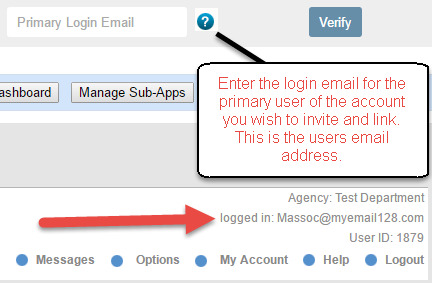 Primary Login Email
?
Verify
ashboard
Manage Sub-Apps
Enter the login email for the
primary user of the account
you wish to invite and link.
This is the users email
address.
Agency: Test Department
logged in: Massoc@myemail128.com
User ID: 1879
Messages Options My Account Help Logout